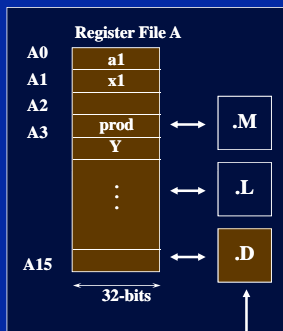 Register File A
A0
a1
A1
x1
A2
A3
prod
.M
Y
.L
.
.
.
A15
.D
32-bits